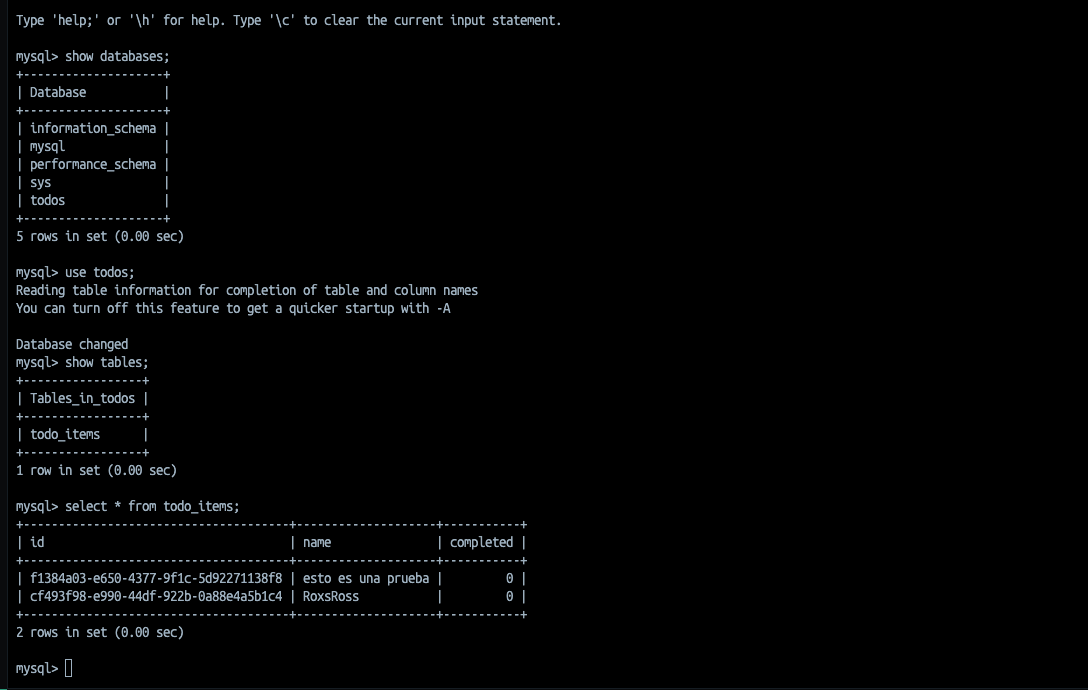 Type 'help;' or '\h' for help. Type '\c' to clear the current input statement.

mysql> show databases;
+--------------------+
| Database           |
+--------------------+
| information_schema |
| mysql              |
| performance_schema |
| sys                |
| todos              |
+--------------------+
5 rows in set (0.00 sec)

mysql> use todos;
Reading table information for completion of table and column names
You can turn off this feature to get a quicker startup with -A

Database changed
mysql> show tables;
+-----------------+
| Tables_in_todos |
+-----------------+
| todo_items      |
+-----------------+
1 row in set (0.00 sec)

mysql> select * from todo_items;
+--------------------------------------+--------------------+-----------+
| id                                   | name               | completed |
+--------------------------------------+--------------------+-----------+
| f1384a03-e650-4377-9f1c-5d92271138f8 | esto es una prueba |         0 |
| cf493f98-e990-44df-922b-0a88e4a5b1c4 | RoxsRoss           |         0 |
+--------------------------------------+--------------------+-----------+
2 rows in set (0.00 sec)

mysql>